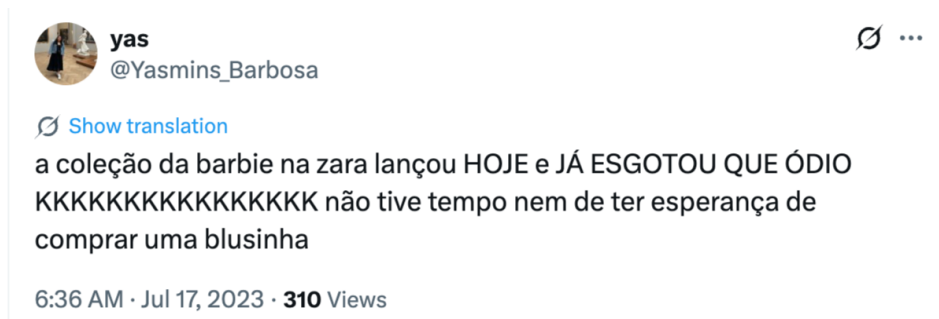 yas
@Yasmins_Barbosa
Show translation
a coleção da barbie na zara lançou HOJE e JÁ ESGOTOU QUE ÓDIO
KKKKKKKKKKKKKKKK não tive tempo nem de ter esperança de
comprar uma blusinha
6:36 AM · Jul 17, 2023 · 310 Views